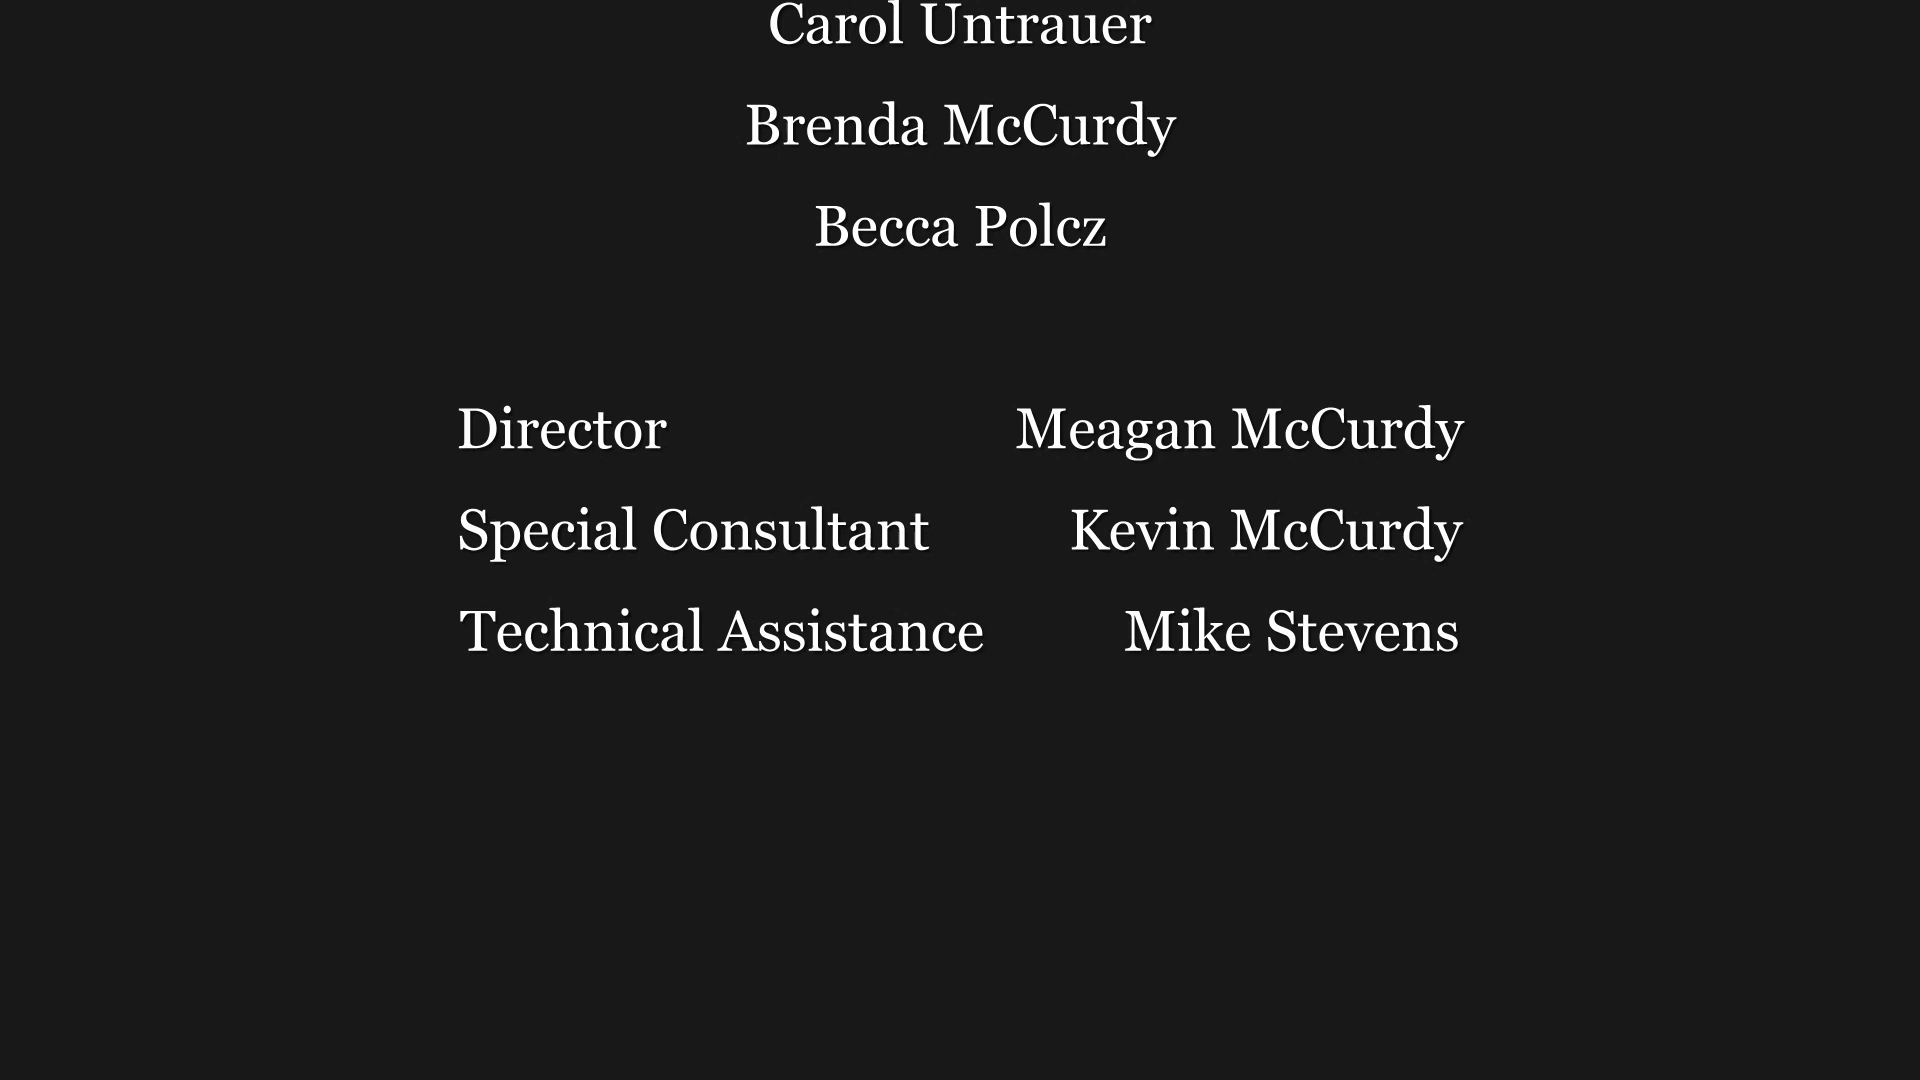 Carol Untrauer
Brenda McCurdy
Becca Polcz
Director Meagan McCurdy
Special Consultant Kevin McCurdy
Technical Assistance Mike Stevens